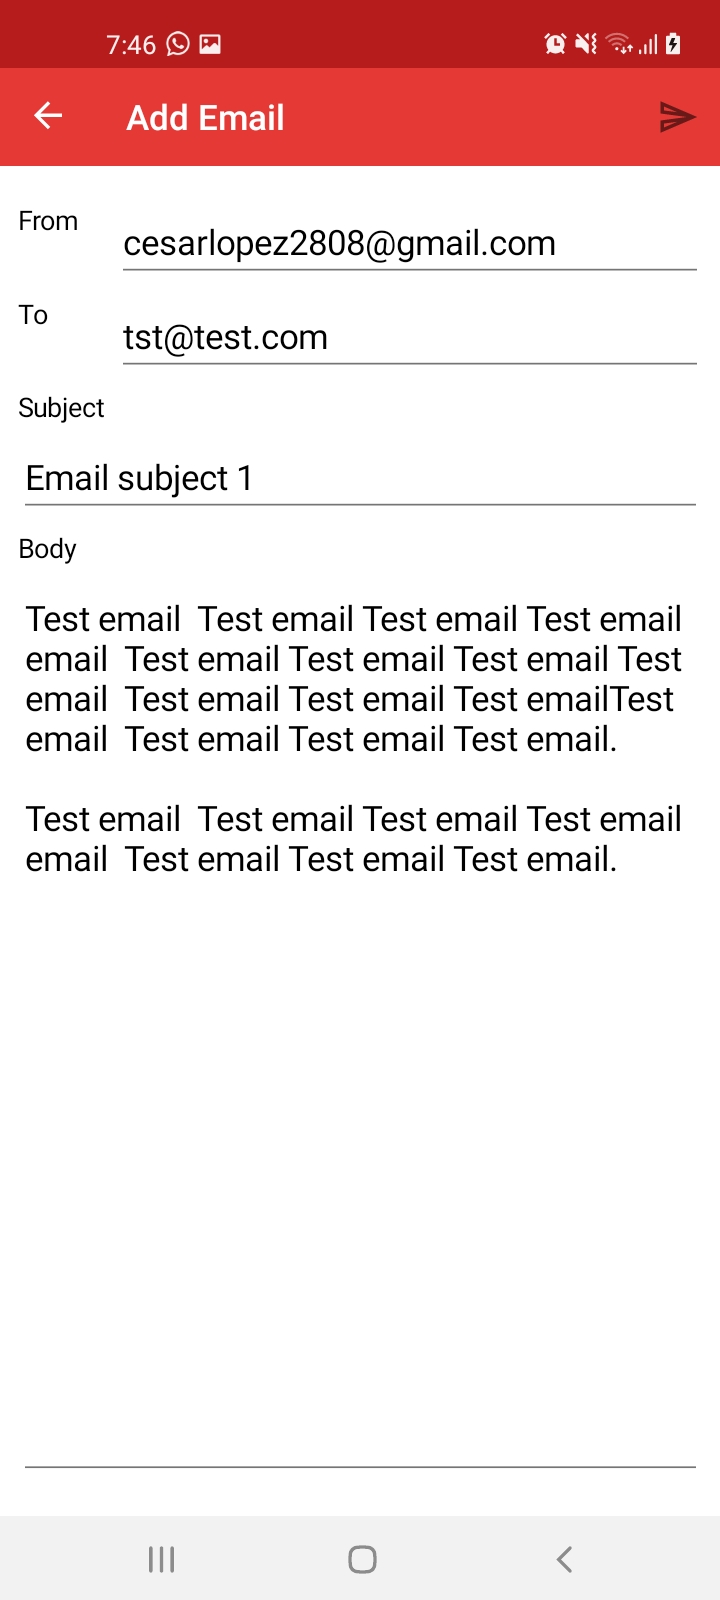 7:46
Add Email
From
cesarlopez2808@gmail.com
To
tst@test.com
Subject
Email subject 1
Body
Test email  Test email Test email Test email
email  Test email Test email Test email Test
email  Test email Test email Test emailTest
email  Test email Test email Test email.
Test email  Test email Test email Test email
email  Test email Test email Test email.